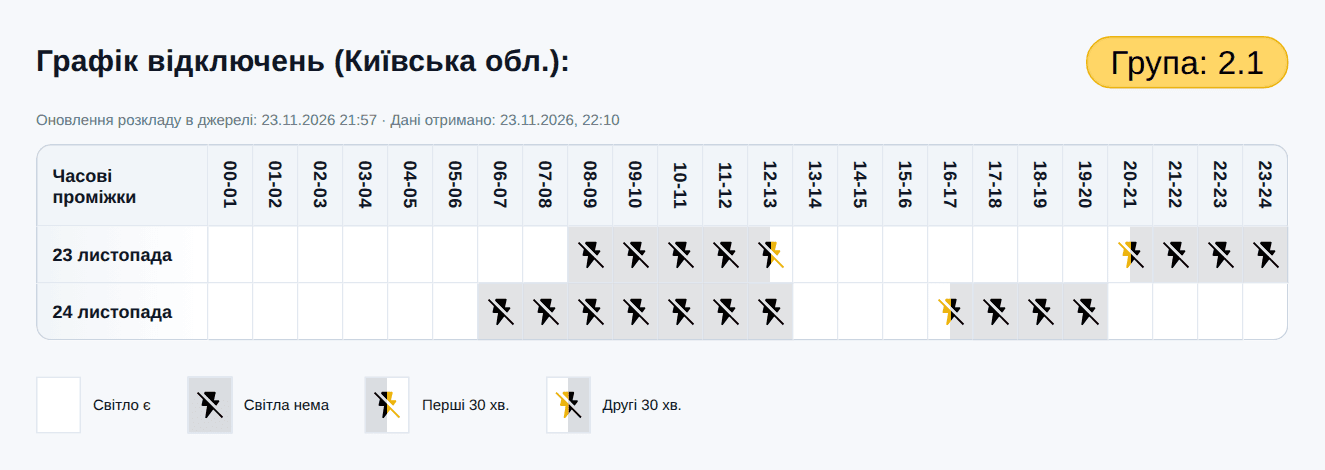 Графік відключень (Київська обл.):
Група: 2.1
Оновлення розкладу в джерелі: 23.11.2026 21:57 · Дані отримано: 23.11.2026, 22:10
Часові
проміжки
00-01
01-02
02-03
03-04
04-05
05-06
06-07
07-08
08-09
09-10
10-11
11-12
12-13
13-14
14-15
15-16
16-17
17-18
18-19
19-20
20-21
21-22
22-23
23-24
23 листопада
24 листопада
Світло є
Світла нема
Перші 30 хв.
Другі 30 хв.